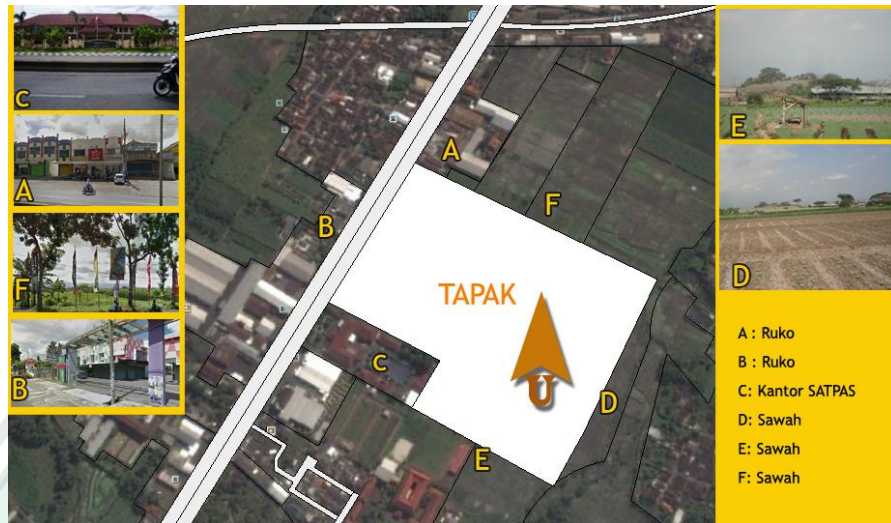 C
A
F
B
A
F
B
TAPAK
U
C
D
E
E
D
A : Ruko
B : Ruko
C: Kantor SATPAS
D: Sawah
E: Sawah
F: Sawah